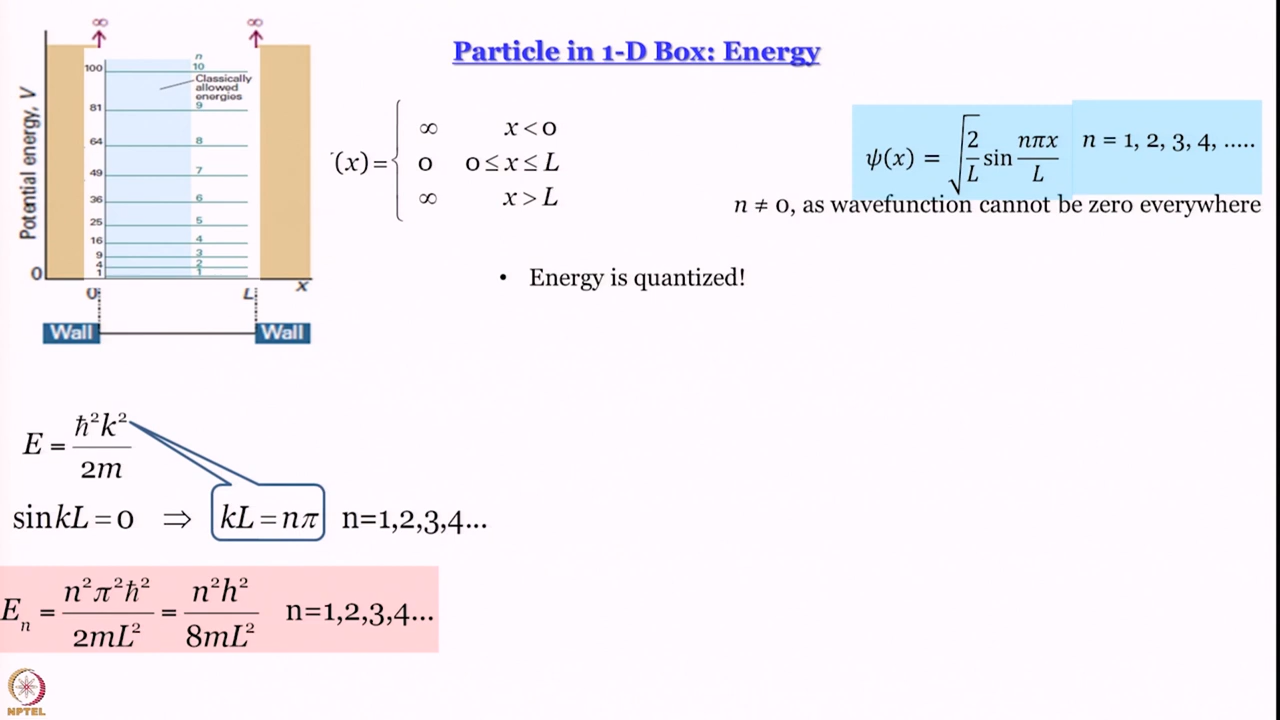 Particle in 1-D Box: Energy
∞ ∞
Potential energy, V
n
100 10
Classically
allowed
energies
81 9
64 8
49 7
36 6
25 5
16 4
9 3
4 2
1 1
0
0 L x
Wall Wall
(x) = { ∞ x < 0
0 0 ≤ x ≤ L
∞ x > L
ψ(x) = √(2/L) sin nπx/L n = 1, 2, 3, 4, .....
n ≠ 0, as wavefunction cannot be zero everywhere
• Energy is quantized!
E = ℏ²k²/2m
sin kL = 0 ⇒ kL = nπ n=1,2,3,4...
Eₙ = n²π²ℏ²/2mL² = n²h²/8mL² n=1,2,3,4...
NPTEL